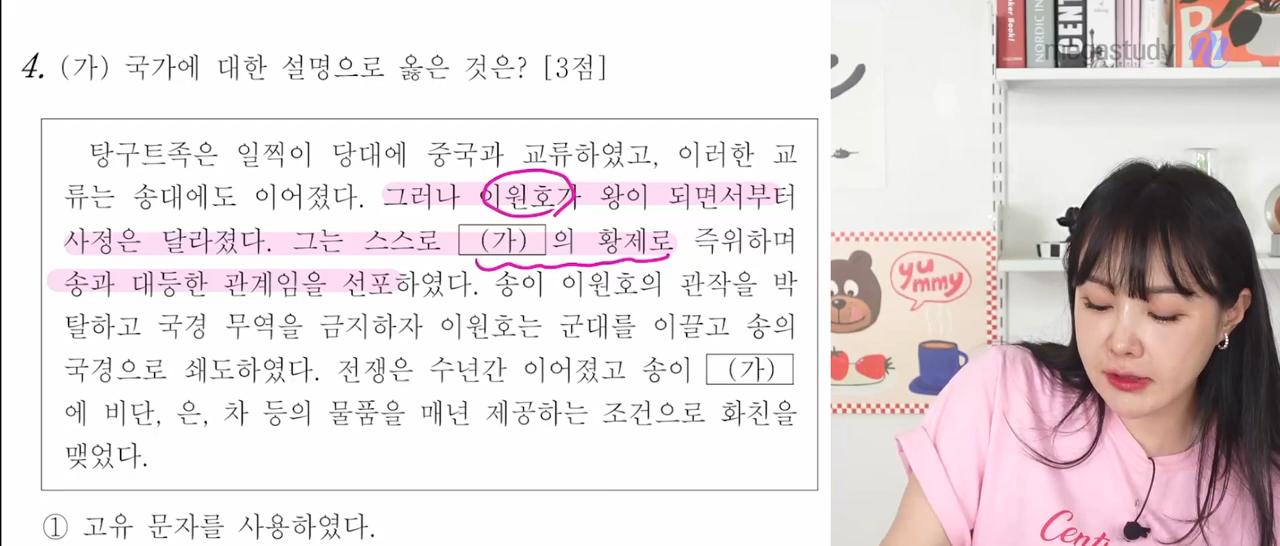 4. (가) 국가에 대한 설명으로 옳은 것은? [3점]
탕구트족은 일찍이 당대에 중국과 교류하였고, 이러한 교
류는 송대에도 이어졌다. 그러나 이원호가 왕이 되면서부터
사정은 달라졌다. 그는 스스로 (가) 의 황제로 즉위하며
송과 대등한 관계임을 선포하였다. 송이 이원호의 관작을 박
탈하고 국경 무역을 금지하자 이원호는 군대를 이끌고 송의
국경으로 쇄도하였다. 전쟁은 수년간 이어졌고 송이 (가)
에 비단, 은, 차 등의 물품을 매년 제공하는 조건으로 화친을
맺었다.
① 고유 문자를 사용하였다.
megastudy
yu
mmy